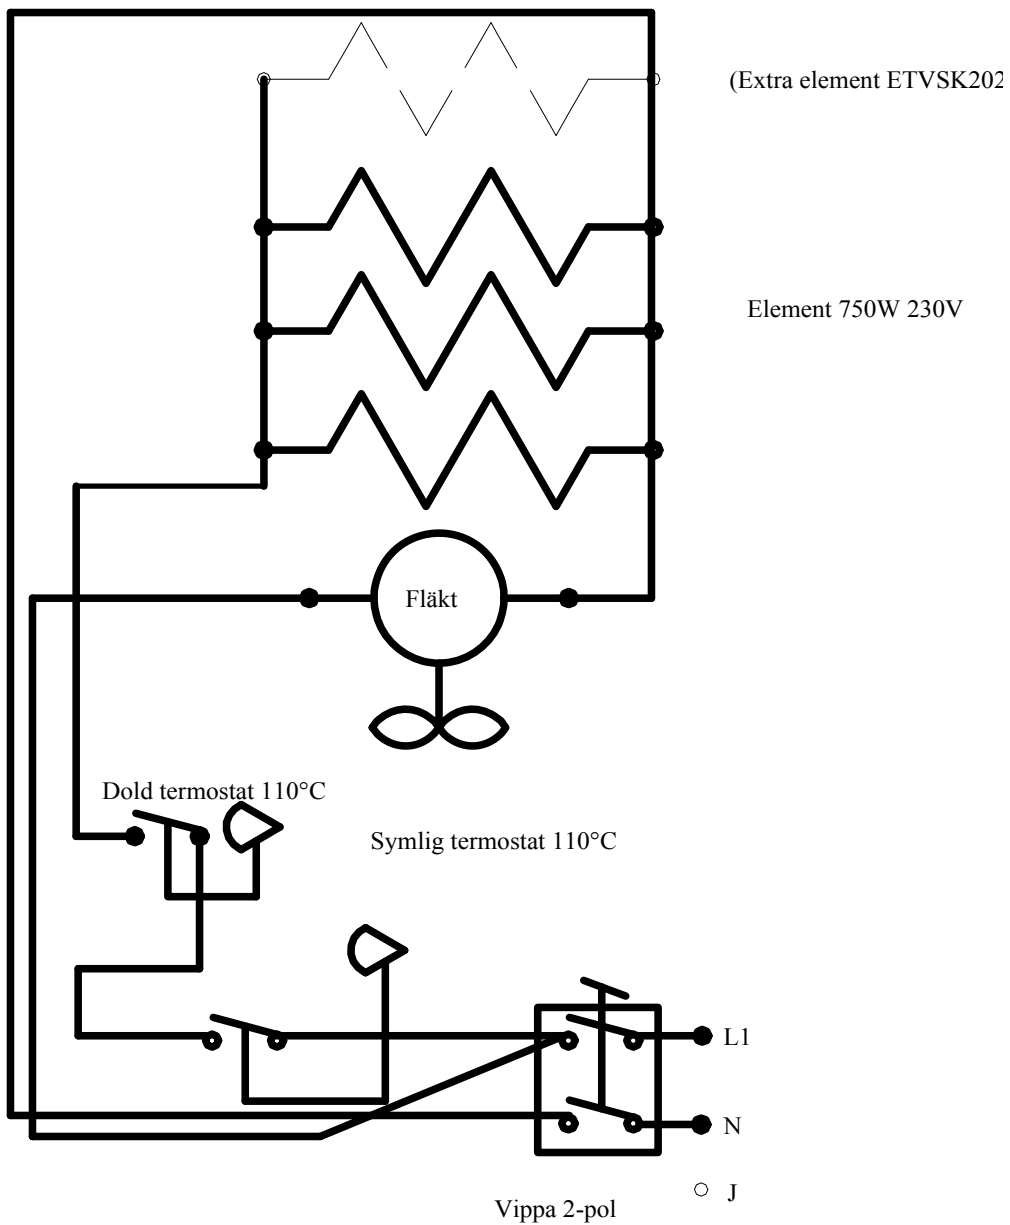 (Extra element ETVSK202
Element 750W 230V
Fläkt
Dold termostat 110°C
Symlig termostat 110°C
L1
N
J
Vippa 2-pol